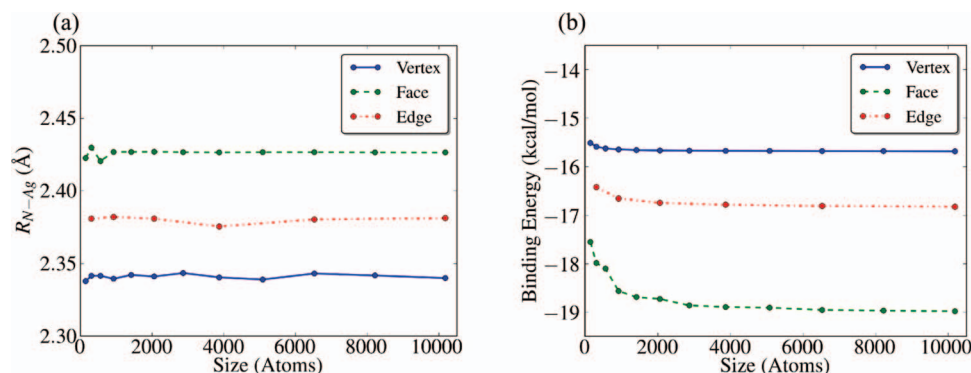 (a)
2.50
2.45
2.40
2.35
2.30
R_{N−Ag} (Å)
Vertex
Face
Edge
0
2000
4000
6000
8000
10000
Size (Atoms)
(b)
−14
−15
−16
−17
−18
−19
Binding Energy (kcal/mol)
Vertex
Face
Edge
0
2000
4000
6000
8000
10000
Size (Atoms)